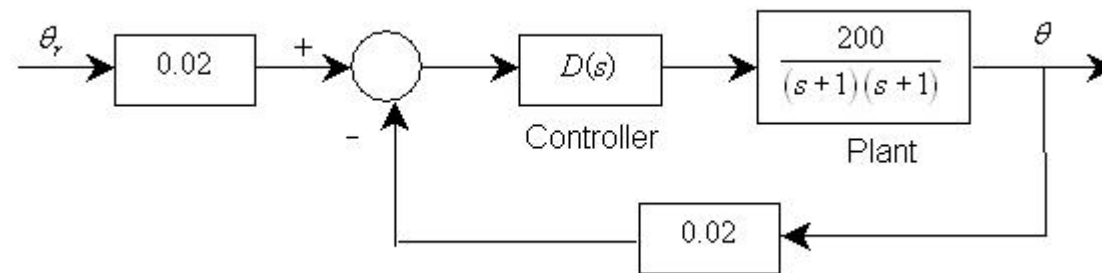 θr
0.02
+
D(s)
200
(s+1)(s+1)
θ
-
Controller
Plant
0.02